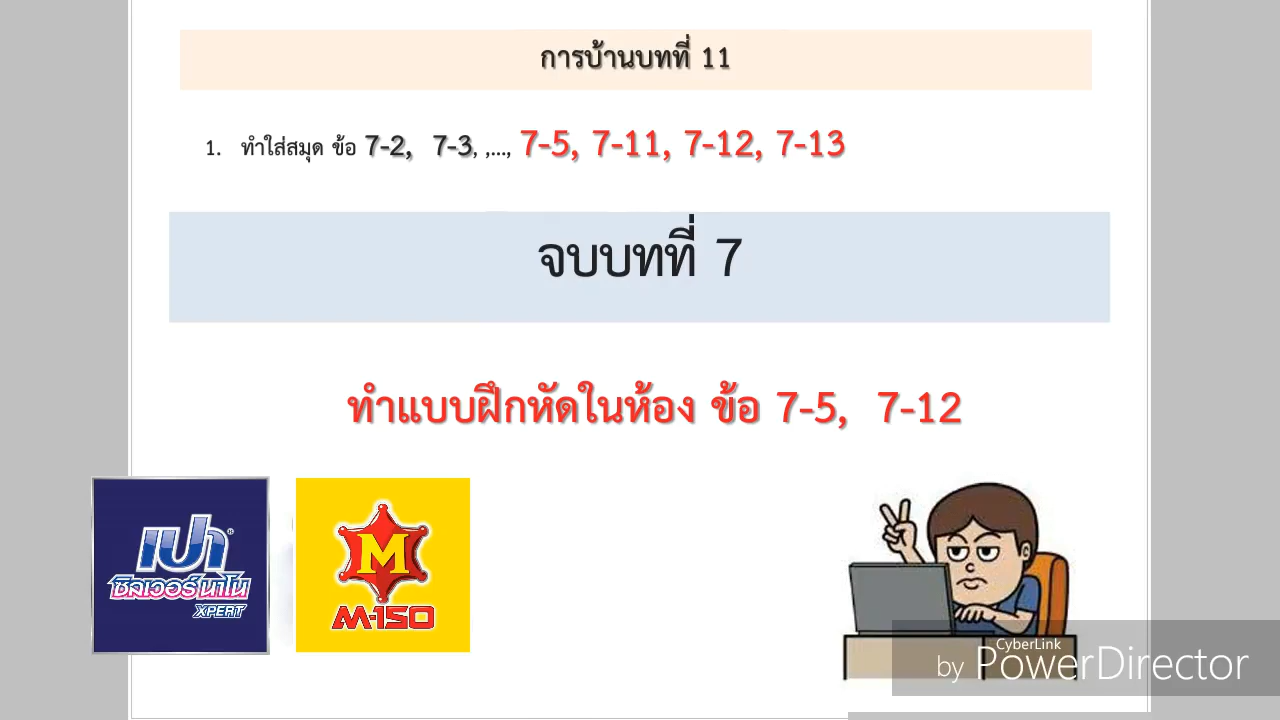 การบ้านบทที่ 11
1. ทำใส่สมุด ข้อ 7-2, 7-3, ,..., 7-5, 7-11, 7-12, 7-13
จบบทที่ 7
ทำแบบฝึกหัดในห้อง ข้อ 7-5, 7-12
เปา
ซิลเวอร์นาโน
XPERT
M
M-150
CyberLink
by PowerDirector